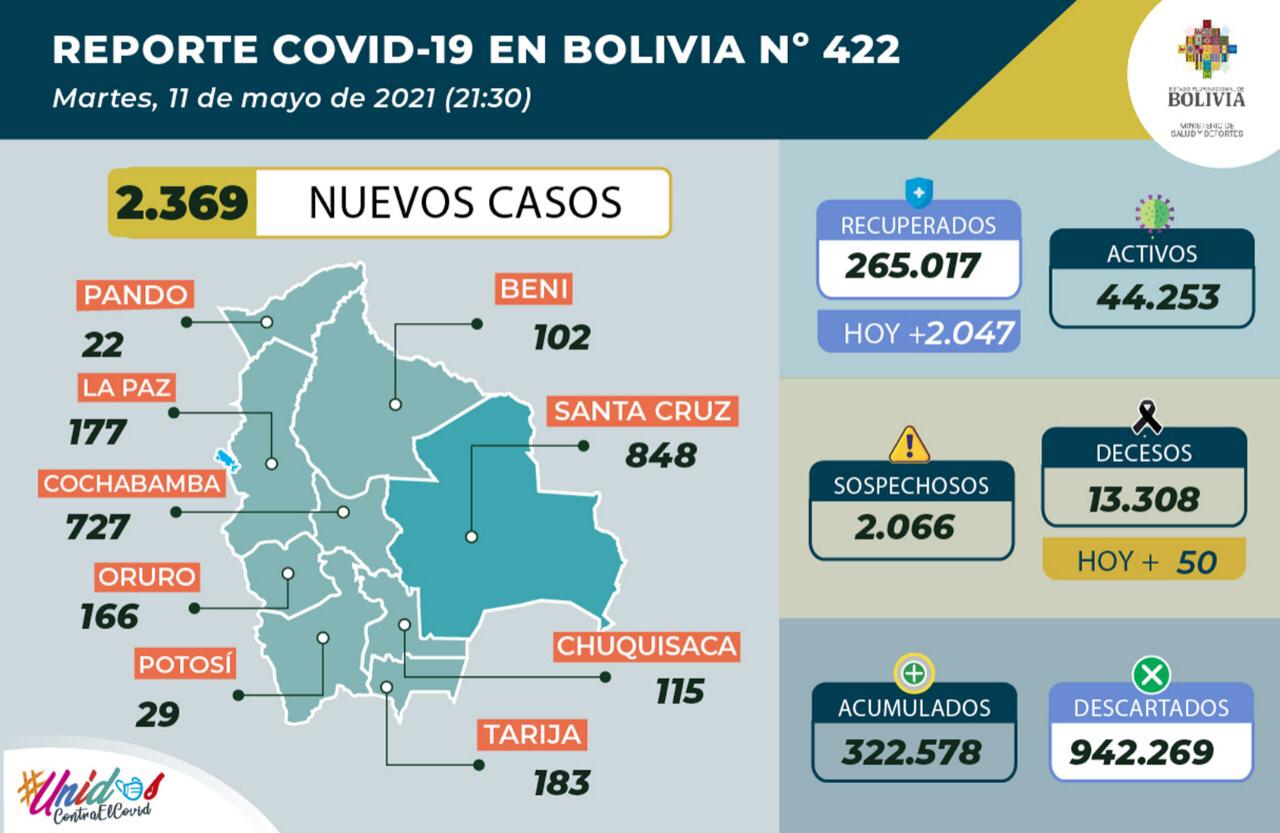 REPORTE COVID-19 EN BOLIVIA Nº 422
Martes, 11 de mayo de 2021 (21:30)
ESTADO PLURINACIONAL DE
BOLIVIA
MINISTERIO DE
SALUD Y DEPORTES
2.369 NUEVOS CASOS
PANDO
22
BENI
102
LA PAZ
177
SANTA CRUZ
848
COCHABAMBA
727
ORURO
166
CHUQUISACA
115
POTOSÍ
29
TARIJA
183
RECUPERADOS
265.017
HOY +2.047
ACTIVOS
44.253
SOSPECHOSOS
2.066
DECESOS
13.308
HOY + 50
ACUMULADOS
322.578
DESCARTADOS
942.269
#Unidos
ContraElCovid